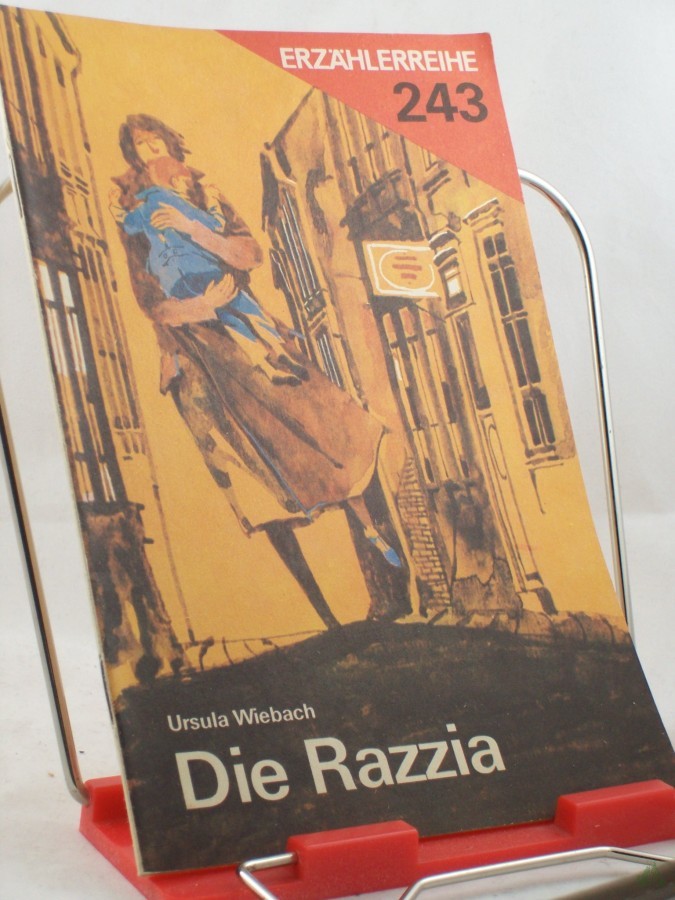 ERZÄHLERREIHE
243
Ursula Wiebach
Die Razzia